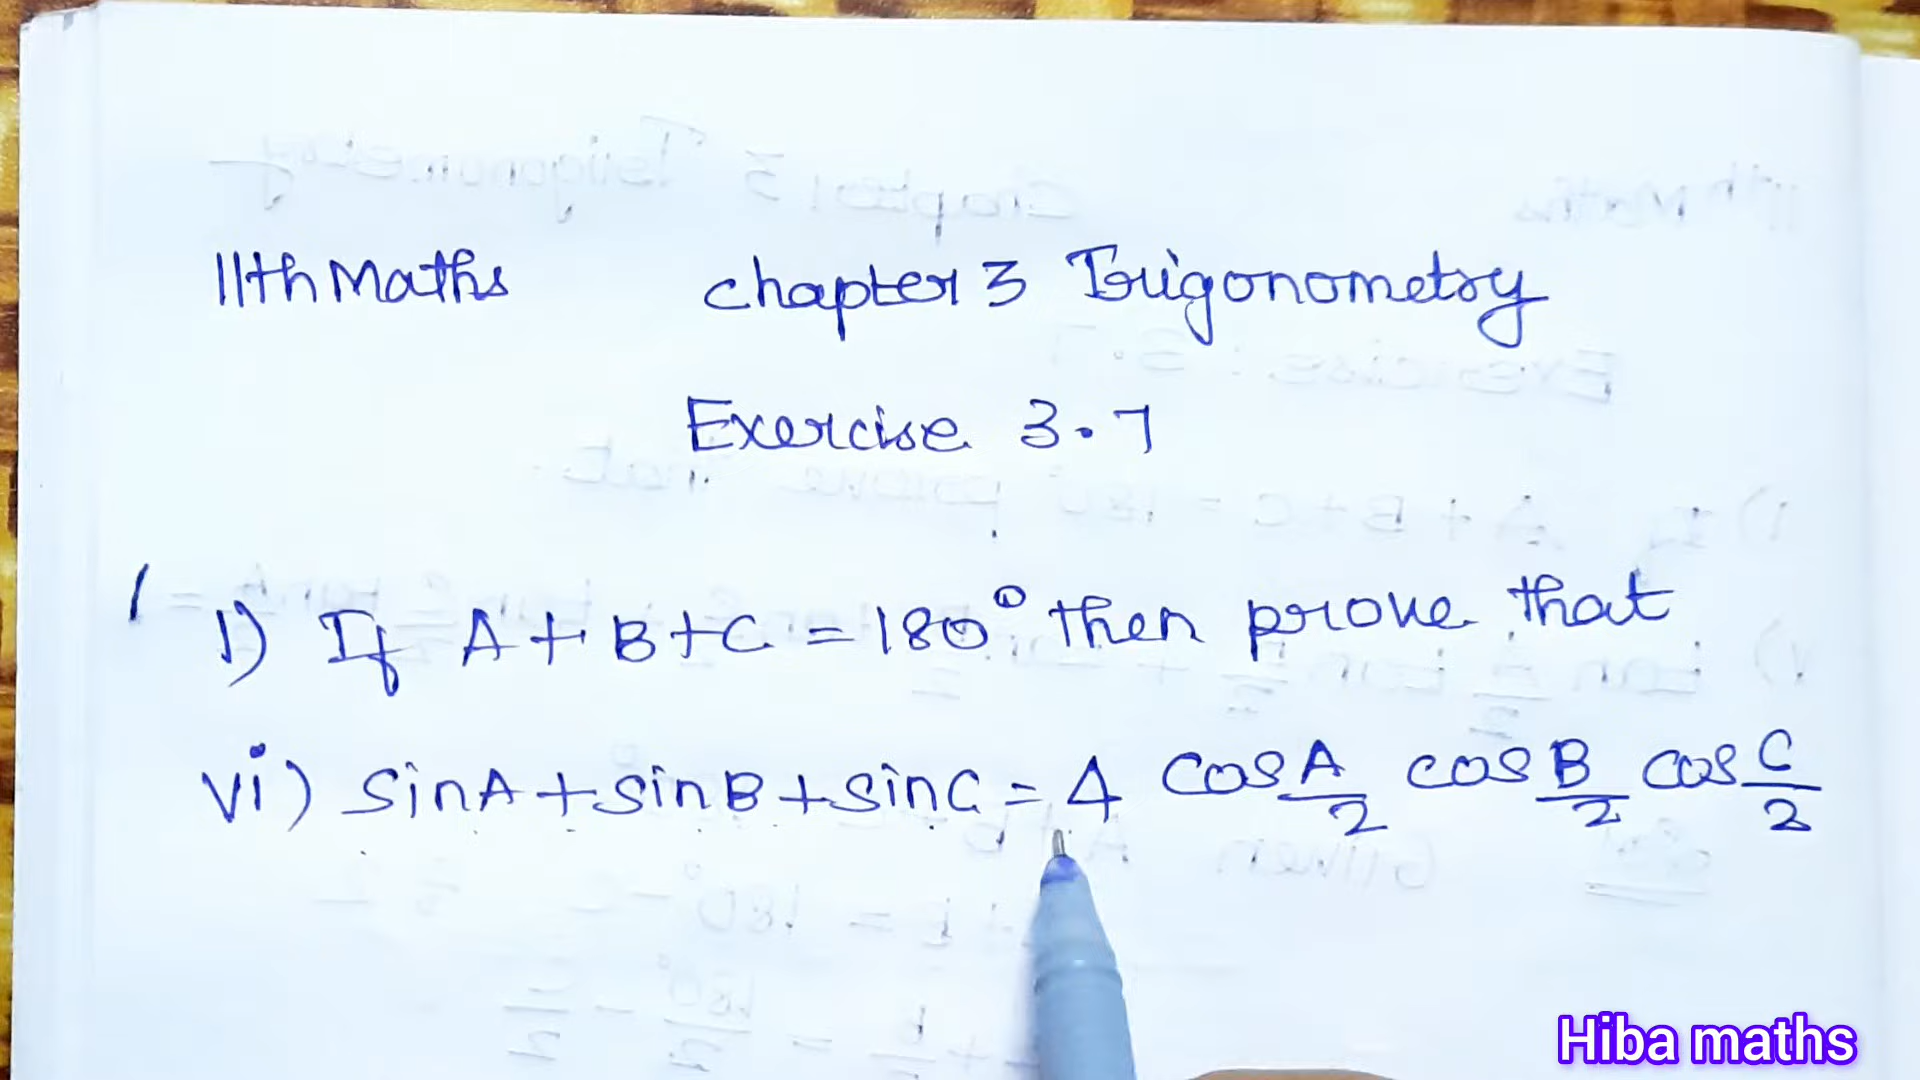 11th Maths chapter 3 Trigonometry
Exercise 3.7
1) If A + B + C = 180° then prove that
vi) sinA + sinB + sinC = 4 cos A/2 cos B/2 cos C/2
Hiba maths